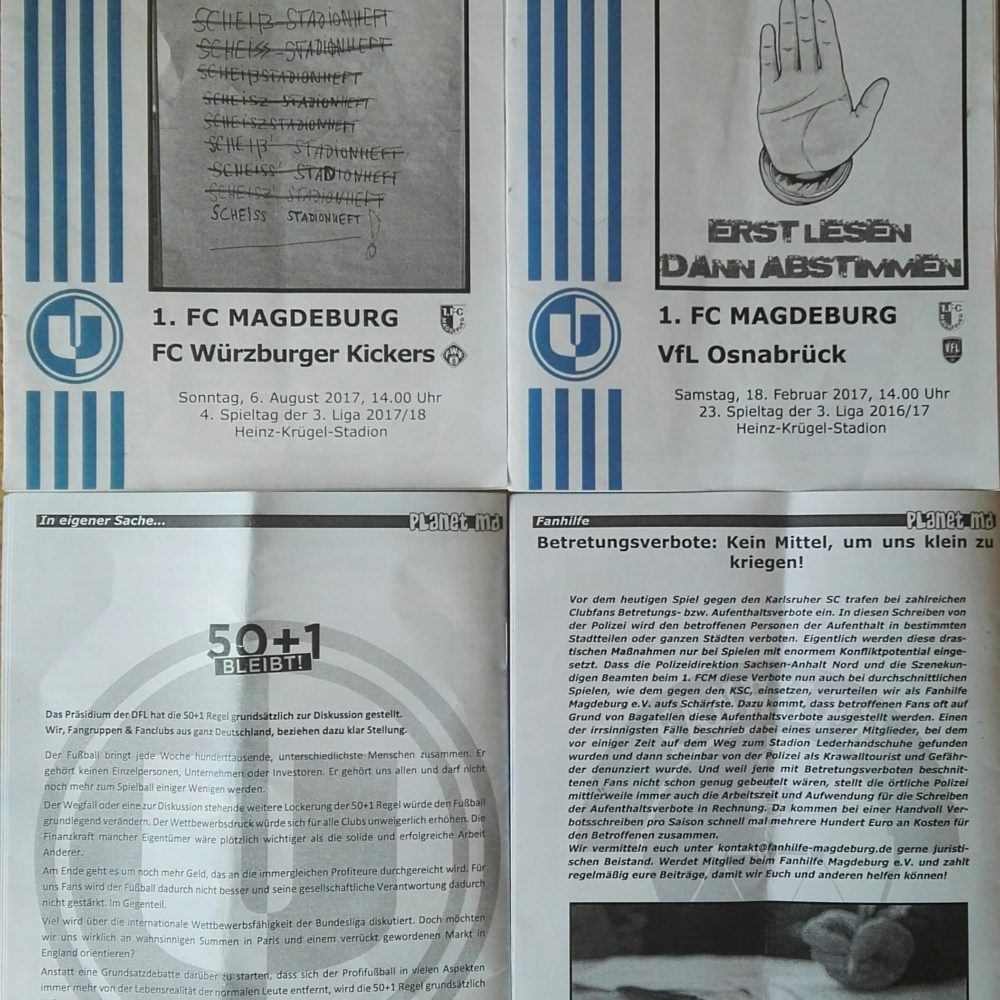 SCHEIß-STADIONHEFT
SCHEISS-STADIONHEFT
SCHEIßSTADIONHEFT
SCHEISZ-STADIONHEFT
SCHEISZSTADIONHEFT
SCHEIß' STADIONHEFT
SCHEISS' STADIONHEFT
SCHEISZ' STADIONHEFT
SCHEISS STADIONHEFT!
1. FC MAGDEBURG
FC Würzburger Kickers
Sonntag, 6. August 2017, 14.00 Uhr
4. Spieltag der 3. Liga 2017/18
Heinz-Krügel-Stadion
ERST LESEN
DANN ABSTIMMEN
1. FC MAGDEBURG
VfL Osnabrück
Samstag, 18. Februar 2017, 14.00 Uhr
23. Spieltag der 3. Liga 2016/17
Heinz-Krügel-Stadion
In eigener Sache...
PLANET MD
50+1
BLEIBT!
Das Präsidium der DFL hat die 50+1 Regel grundsätzlich zur Diskussion gestellt.
Wir, Fangruppen & Fanclubs aus ganz Deutschland, beziehen dazu klar Stellung.
Der Fußball bringt jede Woche hunderttausende, unterschiedlichste Menschen zusammen. Er
gehört keinen Einzelpersonen, Unternehmen oder Investoren. Er gehört uns allen und darf nicht
noch mehr zum Spielball einiger Wenigen werden.
Der Wegfall oder eine zur Diskussion stehende weitere Lockerung der 50+1 Regel würde den Fußball
grundlegend verändern. Der Wettbewerbsdruck würde sich für alle Clubs unweigerlich erhöhen. Die
Finanzkraft mancher Eigentümer wäre plötzlich wichtiger als die solide und erfolgreiche Arbeit
Anderer.
Am Ende geht es um noch mehr Geld, das an die immergleichen Profiteure durchgereicht wird. Für
uns Fans wird der Fußball dadurch nicht besser und seine gesellschaftliche Verantwortung dadurch
nicht gestärkt. Im Gegenteil.
Viel wird über die internationale Wettbewerbsfähigkeit der Bundesliga diskutiert. Doch möchten
wir uns wirklich an wahnsinnigen Summen in Paris und einem verrückt gewordenen Markt in
England orientieren?
Anstatt eine Grundsatzdebatte darüber zu starten, dass sich der Profifußball in vielen Aspekten
immer mehr von der Lebensrealität der normalen Leute entfernt, wird die 50+1 Regel grundsätzlich
Fanhilfe
PLANET MD
Betretungsverbote: Kein Mittel, um uns klein zu
kriegen!
Vor dem heutigen Spiel gegen den Karlsruher SC trafen bei zahlreichen
Clubfans Betretungs- bzw. Aufenthaltsverbote ein. In diesen Schreiben von
der Polizei wird den betroffenen Personen der Aufenthalt in bestimmten
Stadtteilen oder ganzen Städten verboten. Eigentlich werden diese dras-
tischen Maßnahmen nur bei Spielen mit enormem Konfliktpotential einge-
setzt. Dass die Polizeidirektion Sachsen-Anhalt Nord und die Szenekun-
digen Beamten beim 1. FCM diese Verbote nun auch bei durchschnittlichen
Spielen, wie dem gegen den KSC, einsetzen, verurteilen wir als Fanhilfe
Magdeburg e.V. aufs Schärfste. Dazu kommt, dass betroffenen Fans oft auf
Grund von Bagatellen diese Aufenthaltsverbote ausgestellt werden. Einen
der irrsinnigsten Fälle beschrieb dabei eines unserer Mitglieder, bei dem
vor einiger Zeit auf dem Weg zum Stadion Lederhandschuhe gefunden
wurden und dann scheinbar von der Polizei als Krawalltourist und Gefähr-
der denunziert wurde. Und weil jene mit Betretungsverboten beschnit-
tenen Fans nicht schon genug gebeutelt wären, stellt die örtliche Polizei
mittlerweile immer auch die Arbeitszeit und Aufwendung für die Schreiben
der Aufenthaltsverbote in Rechnung. Da kommen bei einer Handvoll Ver-
botsschreiben pro Saison schnell mal mehrere Hundert Euro an Kosten für
den Betroffenen zusammen.
Wir vermitteln euch unter kontakt@fanhilfe-magdeburg.de gerne juristi-
schen Beistand. Werdet Mitglied beim Fanhilfe Magdeburg e.V. und zahlt
regelmäßig eure Beiträge, damit wir Euch und anderen helfen können!